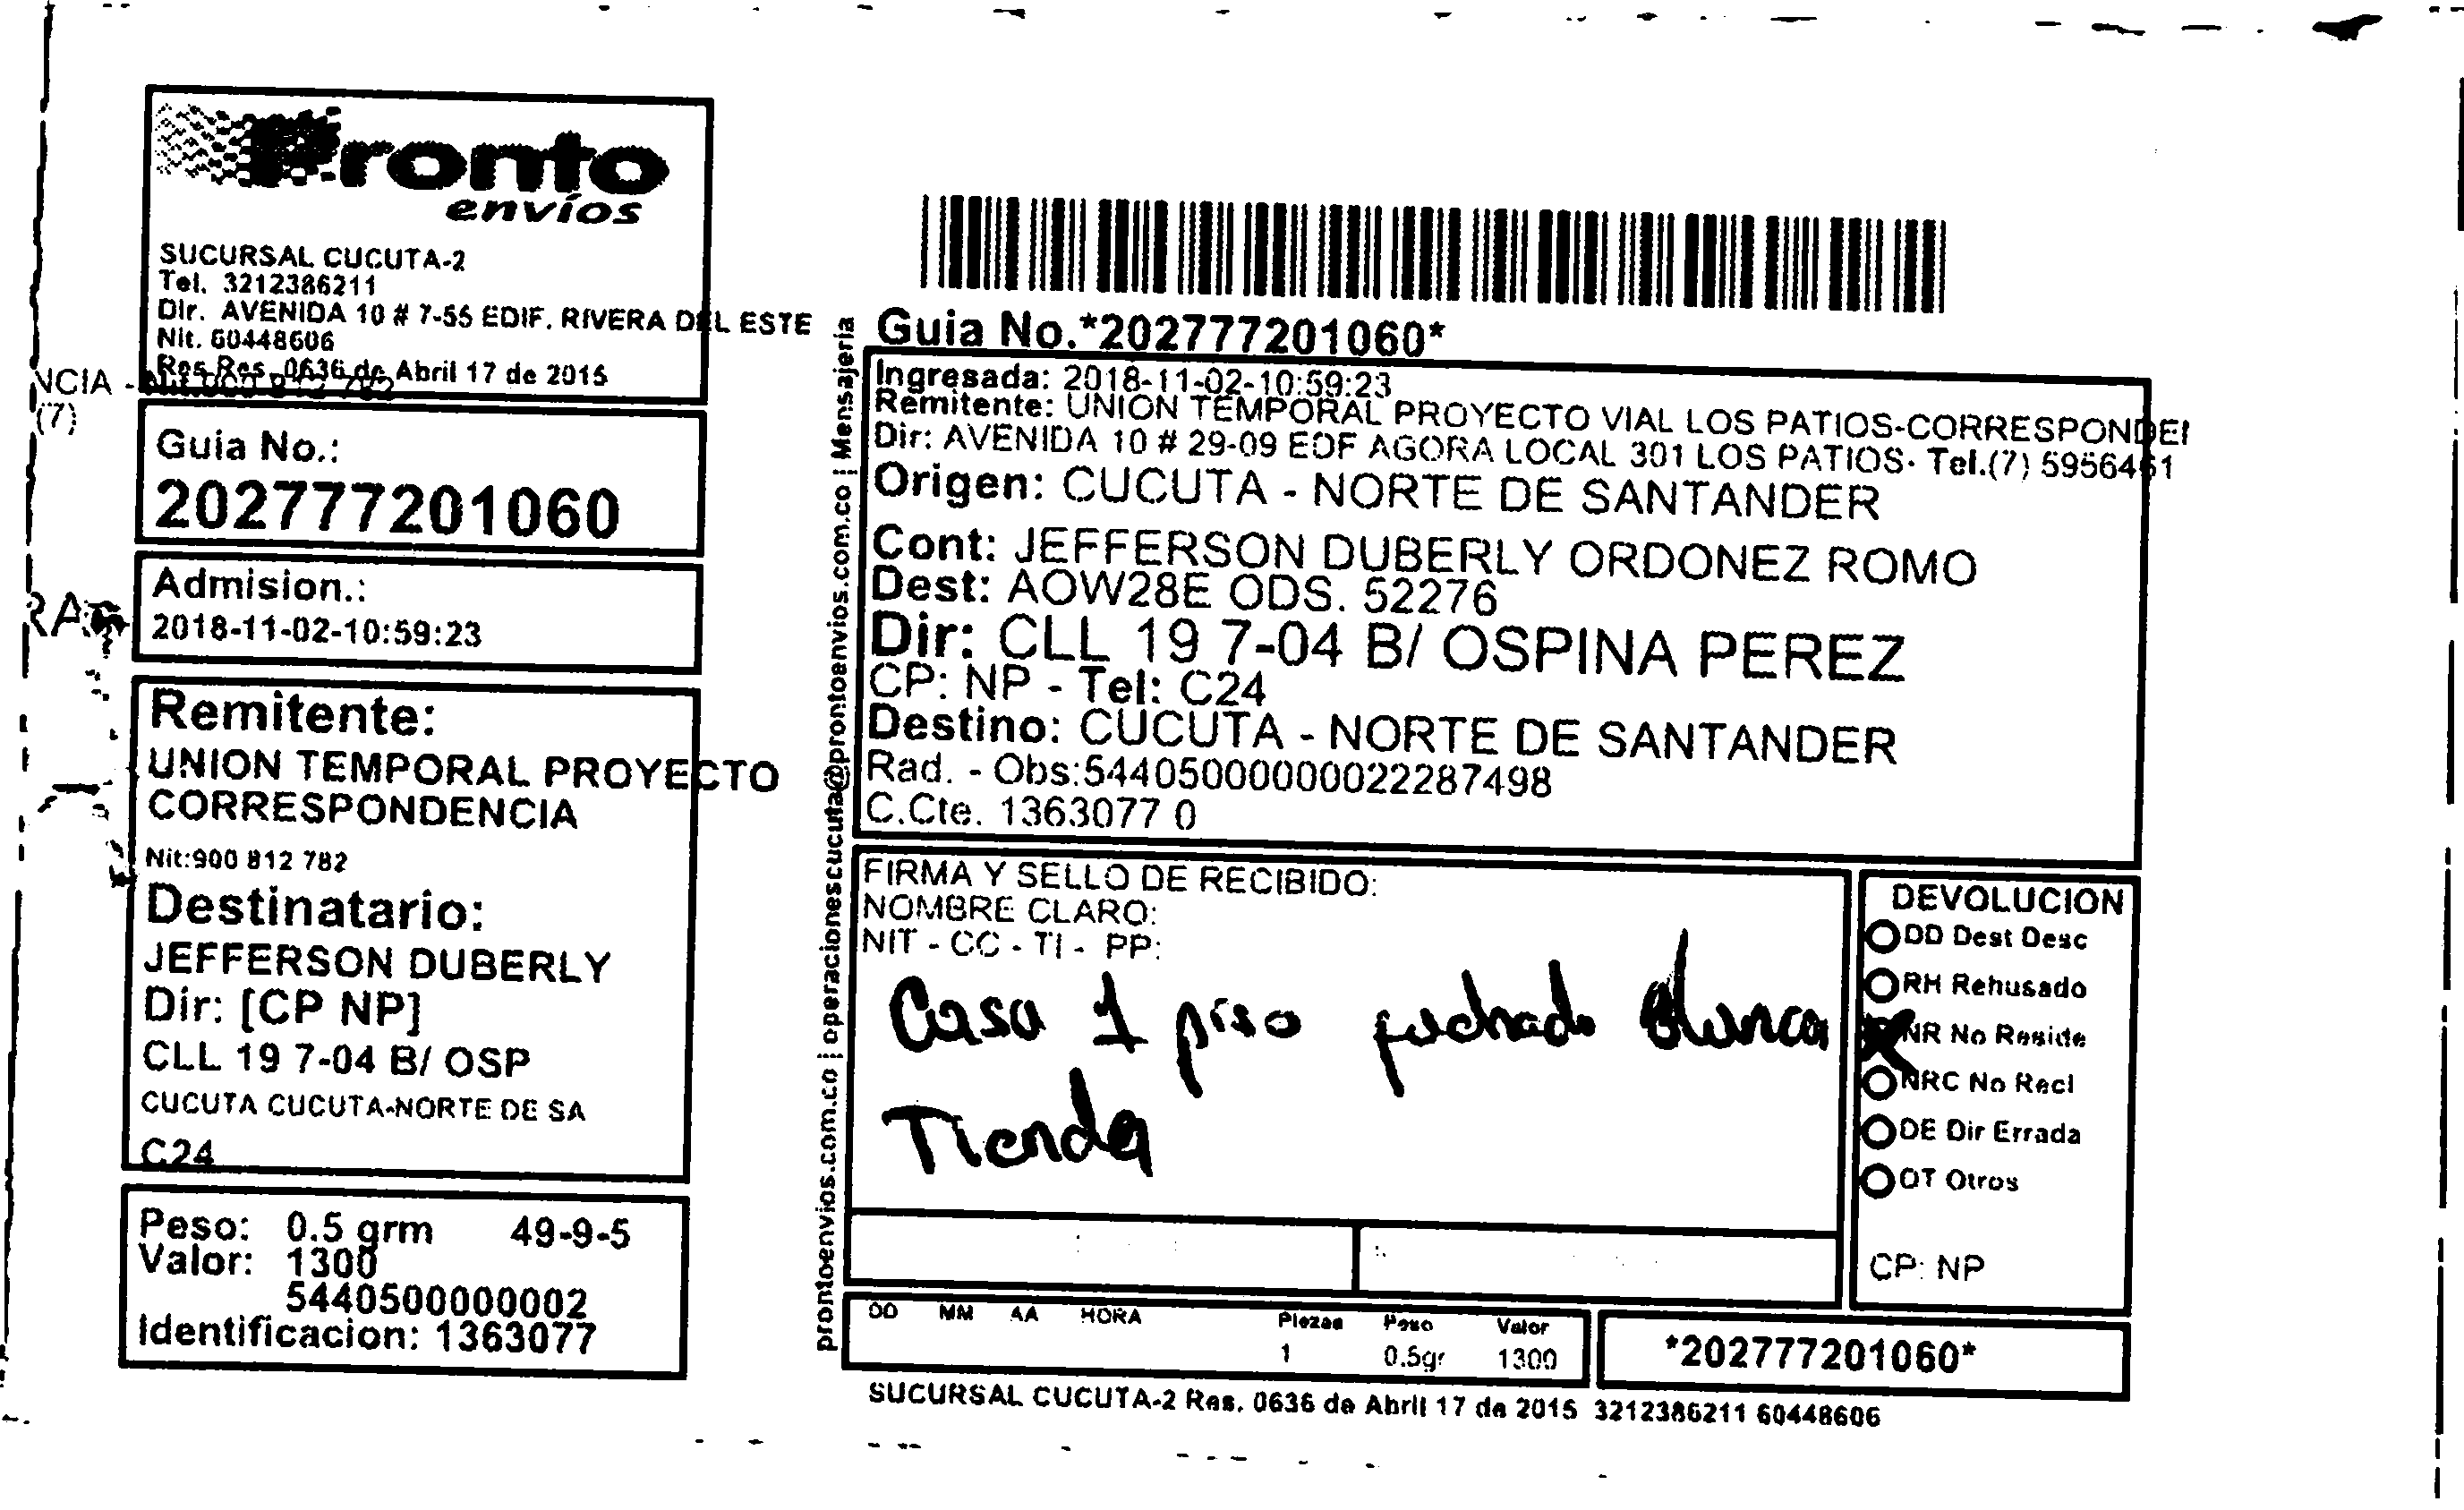 Pronto
envíos
SUCURSAL CUCUTA-2
Tel. 3212386211
Dir. AVENIDA 10 # 7-55 EDIF. RIVERA DEL ESTE
Nit. 60448606
Res Res. 0636 de Abril 17 de 2015
NCIA -
(7)
Guia No.:
202777201060
Admision.:
2018-11-02-10:59:23
RA
Remitente:
UNION TEMPORAL PROYECTO
CORRESPONDENCIA
Nit:900 812 782
Destinatario:
JEFFERSON DUBERLY
Dir: [CP NP]
CLL 19 7-04 B/ OSP
CUCUTA CUCUTA-NORTE DE SA
C24
Peso: 0.5 grm 49-9-5
Valor: 1300
5440500000002
Identificacion: 1363077
prontoenvios.com.co | operacionescucuta@prontoenvios.com.co | Mensajería
Guia No.*202777201060*
Ingresada: 2018-11-02-10:59:23
Remitente: UNION TEMPORAL PROYECTO VIAL LOS PATIOS-CORRESPONDEI
Dir: AVENIDA 10 # 29-09 EDF AGORA LOCAL 301 LOS PATIOS- Tel.(7) 5956461
Origen: CUCUTA - NORTE DE SANTANDER
Cont: JEFFERSON DUBERLY ORDONEZ ROMO
Dest: AOW28E ODS. 52276
Dir: CLL 19 7-04 B/ OSPINA PEREZ
CP: NP - Tel: C24
Destino: CUCUTA - NORTE DE SANTANDER
Rad. - Obs:54405000000022287498
C.Cte. 1363077 0
FIRMA Y SELLO DE RECIBIDO:
NOMBRE CLARO:
NIT - CC - TI - PP:
Casa 1 piso fachada blanca
Tienda
DEVOLUCION
DD Dest Desc
RH Rehusado
NR No Reside
NRC No Recl
DE Dir Errada
OT Otros
CP: NP
DD MM AA HORA Piezas Peso Valor
1 0.5gr 1300
*202777201060*
SUCURSAL CUCUTA-2 Res. 0636 de Abril 17 de 2015 3212386211 60448606